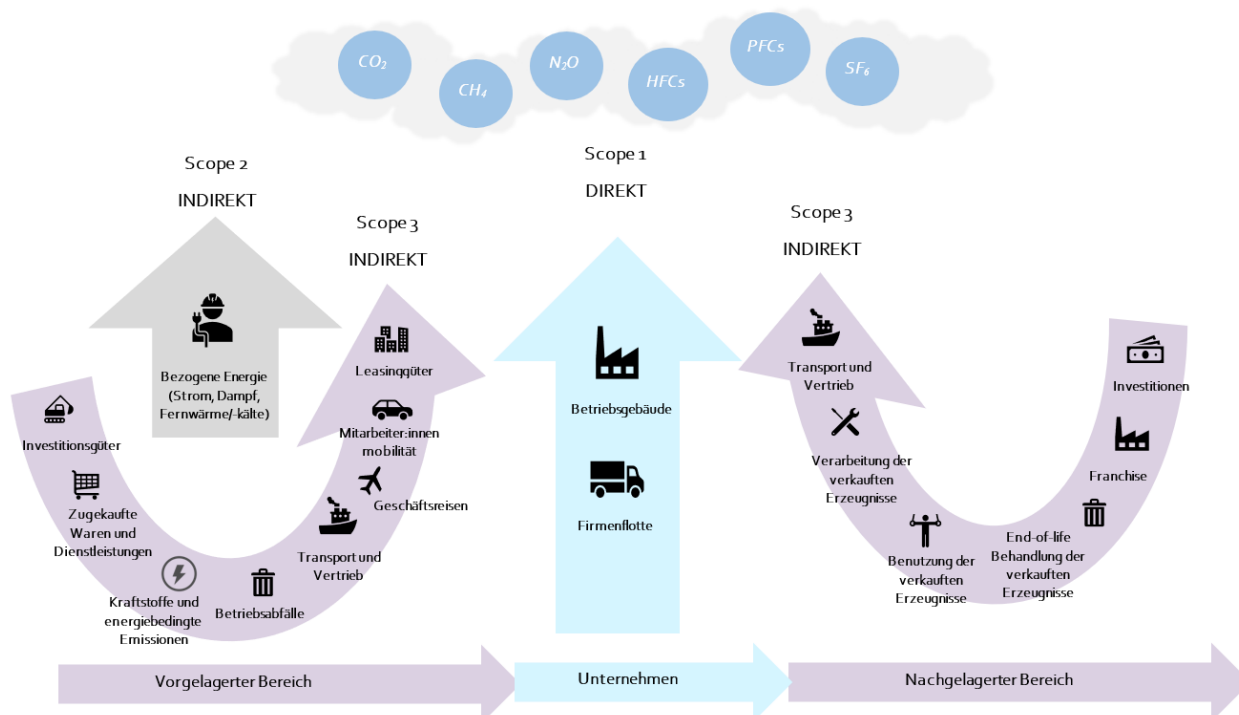 CO₂
CH₄
N₂O
HFCs
PFCs
SF₆
Scope 2
INDIREKT
Scope 3
INDIREKT
Scope 1
DIREKT
Scope 3
INDIREKT
Bezogene Energie
(Strom, Dampf,
Fernwärme/-kälte)
Investitionsgüter
Zugekaufte
Waren und
Dienstleistungen
Kraftstoffe und
energiebedingte
Emissionen
Betriebsabfälle
Transport und
Vertrieb
Geschäftsreisen
Mitarbeiter:innen
mobilität
Leasinggüter
Betriebsgebäude
Firmenflotte
Transport und
Vertrieb
Verarbeitung der
verkauften
Erzeugnisse
Benutzung der
verkauften
Erzeugnisse
End-of-life
Behandlung der
verkauften
Erzeugnisse
Franchise
Investitionen
Vorgelagerter Bereich
Unternehmen
Nachgelagerter Bereich